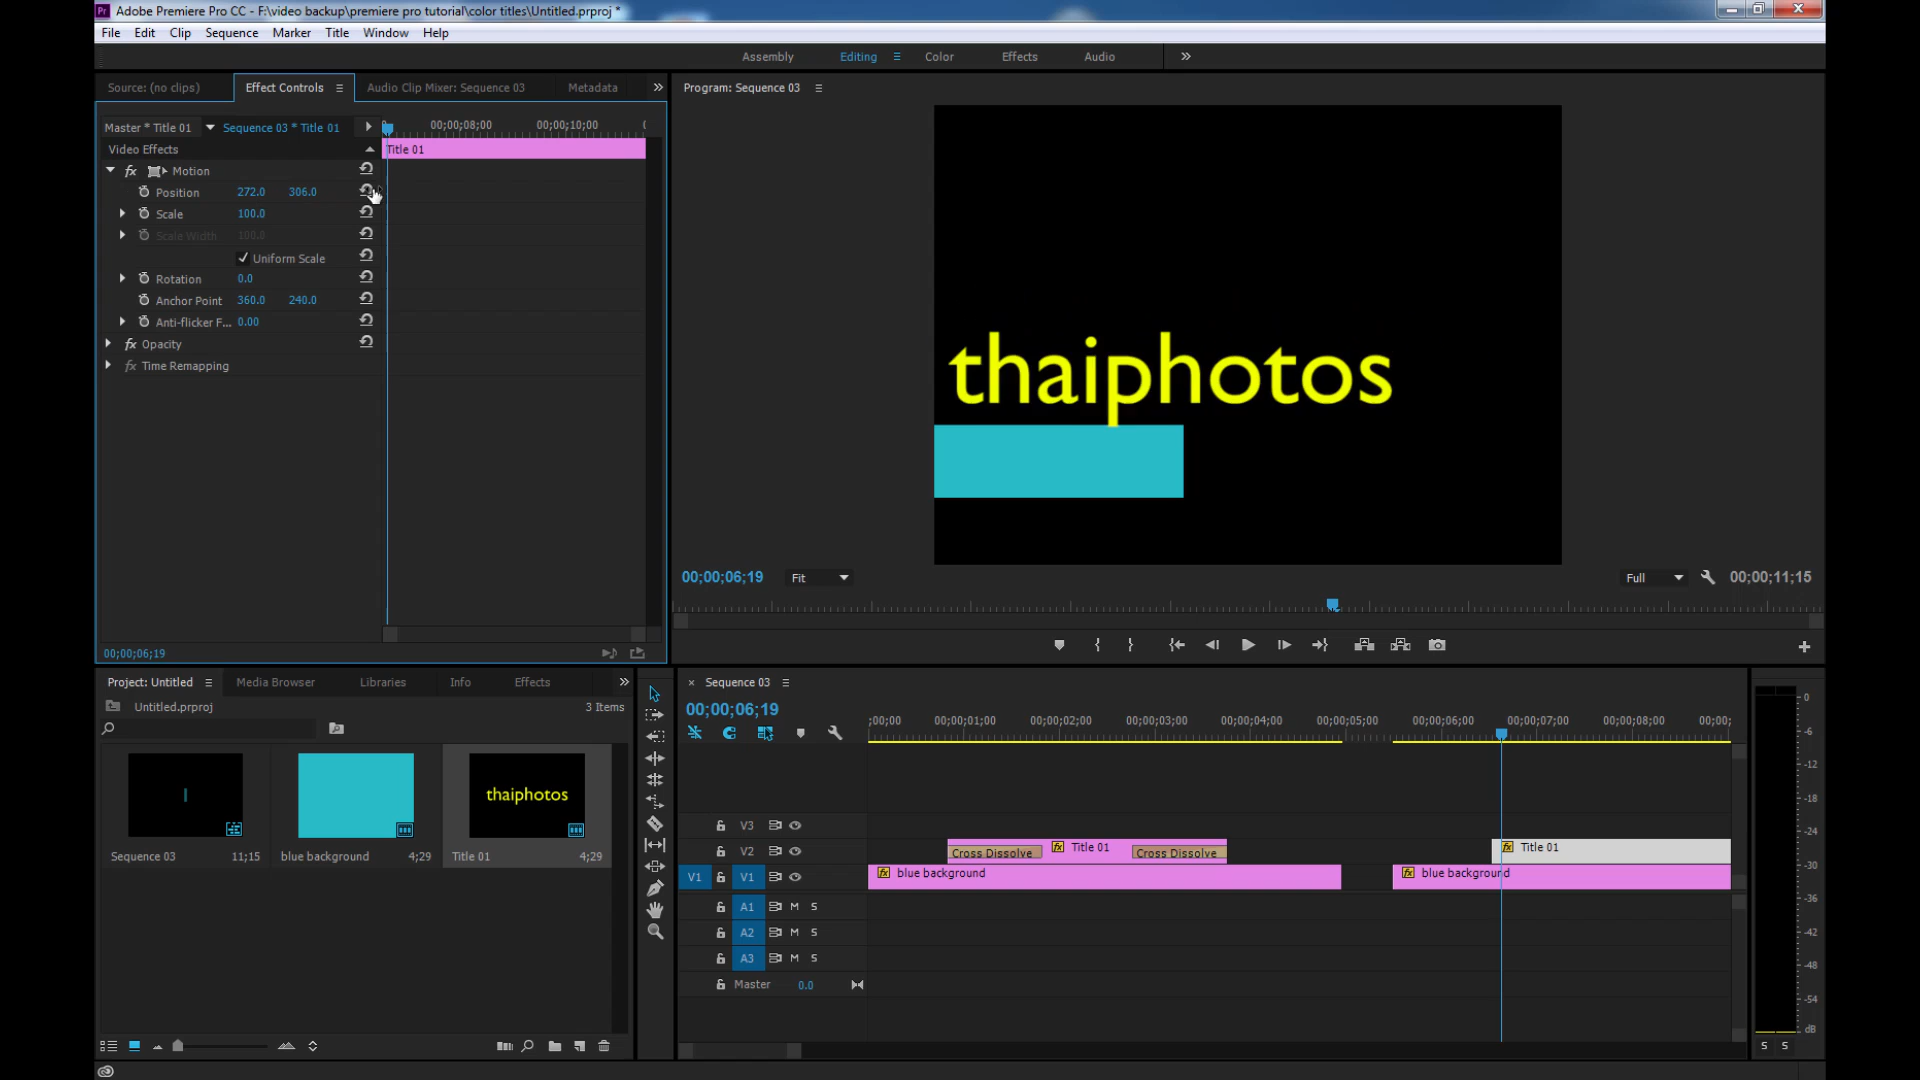 Adobe Premiere Pro CC - F:\video backup\premiere pro tutorial\color titles\Untitled.prproj *
File Edit Clip Sequence Marker Title Window Help
Assembly Editing Color Effects Audio
Source: (no clips) Effect Controls Audio Clip Mixer: Sequence 03 Metadata
Program: Sequence 03
Master * Title 01 Sequence 03 * Title 01
00;00;08;00 00;00;10;00
Video Effects
Title 01
fx Motion
Position 272.0 306.0
Scale 100.0
Scale Width 100.0
Uniform Scale
Rotation 0.0
Anchor Point 360.0 240.0
Anti-flicker F... 0.00
fx Opacity
fx Time Remapping
thaiphotos
00;00;06;19 Fit Full 00;00;11;15
00;00;06;19
Project: Untitled Media Browser Libraries Info Effects
Untitled.prproj 3 Items
thaiphotos
Sequence 03 11;15 blue background 4;29 Title 01 4;29
Sequence 03
00;00;06;19
;00;00 00;00;01;00 00;00;02;00 00;00;03;00 00;00;04;00 00;00;05;00 00;00;06;00 00;00;07;00 00;00;08;00 00;00;
V3
V2
Cross Dissolve fx Title 01 Cross Dissolve fx Title 01
V1 V1
fx blue background fx blue background
A1 M S
A2 M S
A3 M S
Master 0.0
0
-6
-12
-18
-24
-30
-36
-42
-48
-54
dB
S S